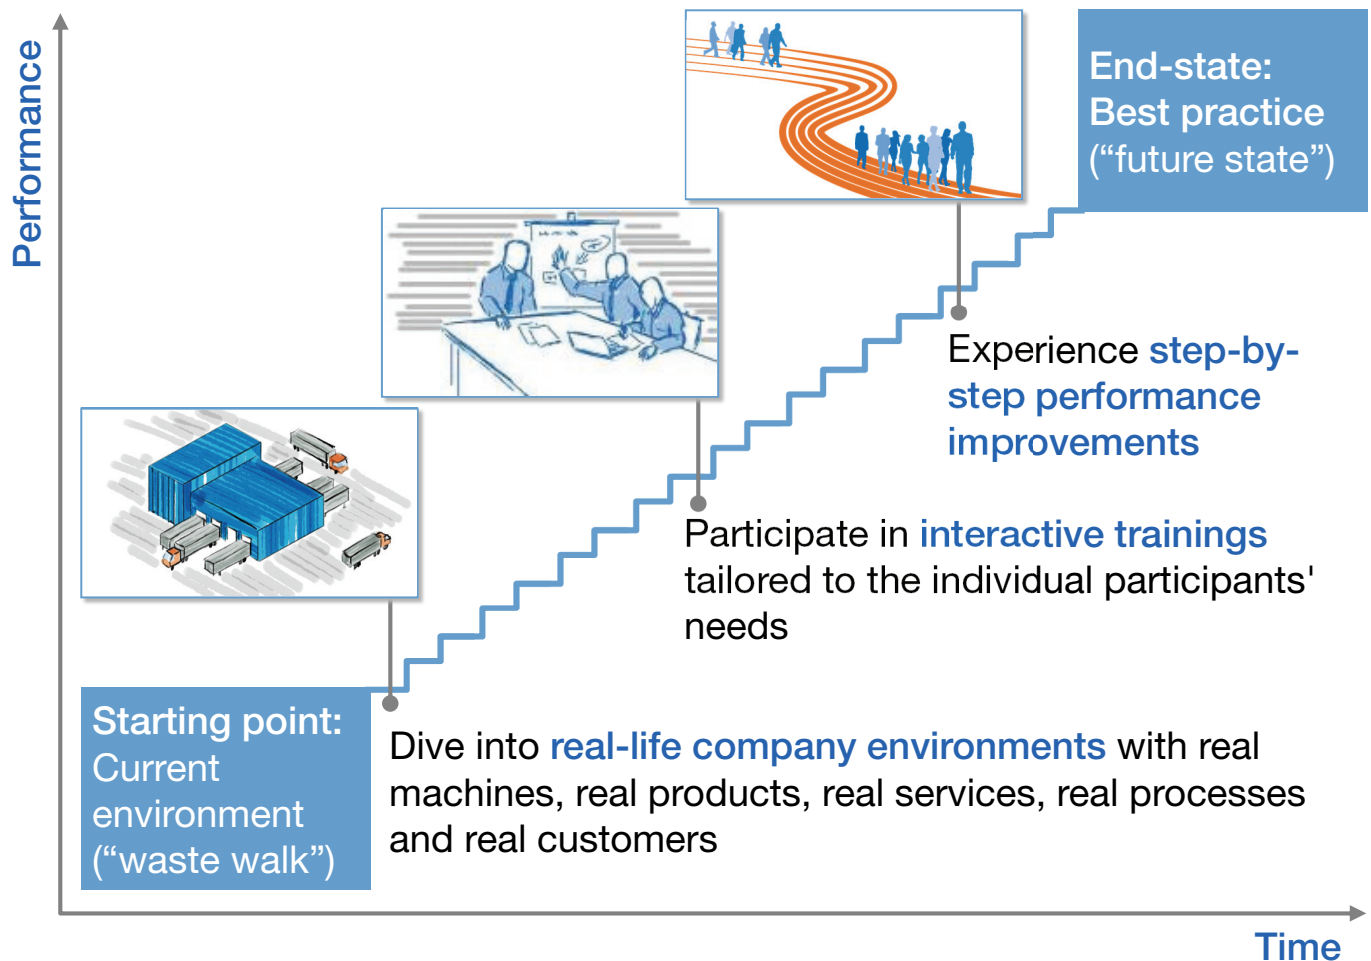 Performance
End-state:
Best practice
(“future state”)
Experience step-by-
step performance
improvements
Participate in interactive trainings
tailored to the individual participants'
needs
Starting point:
Current
environment
(“waste walk”)
Dive into real-life company environments with real
machines, real products, real services, real processes
and real customers
Time